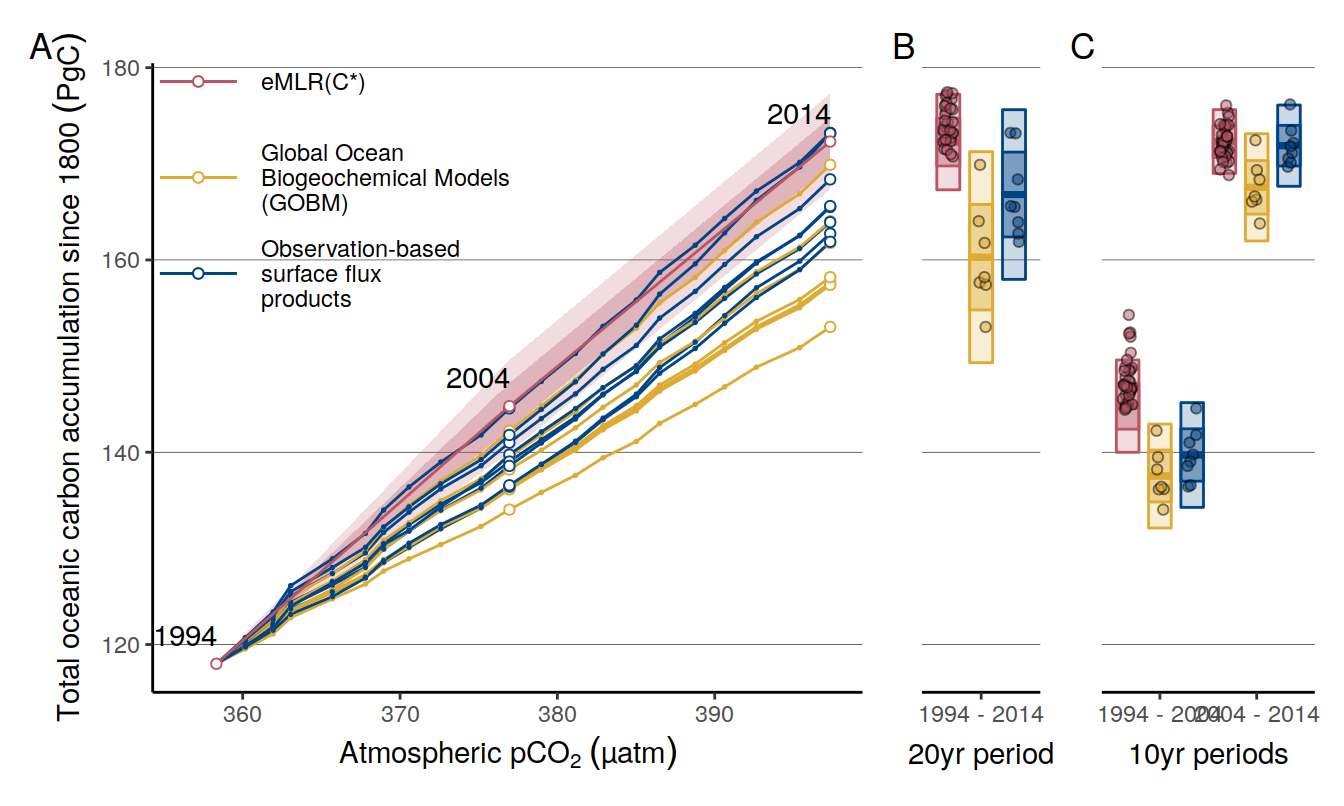 A
B
C
Total oceanic carbon accumulation since 1800 (PgC)
180
160
140
120
eMLR(C*)
Global Ocean
Biogeochemical Models
(GOBM)
Observation-based
surface flux
products
1994
2004
2014
360
370
380
390
Atmospheric pCO₂ (µatm)
1994 - 2014
20yr period
1994 - 2004
2004 - 2014
10yr periods